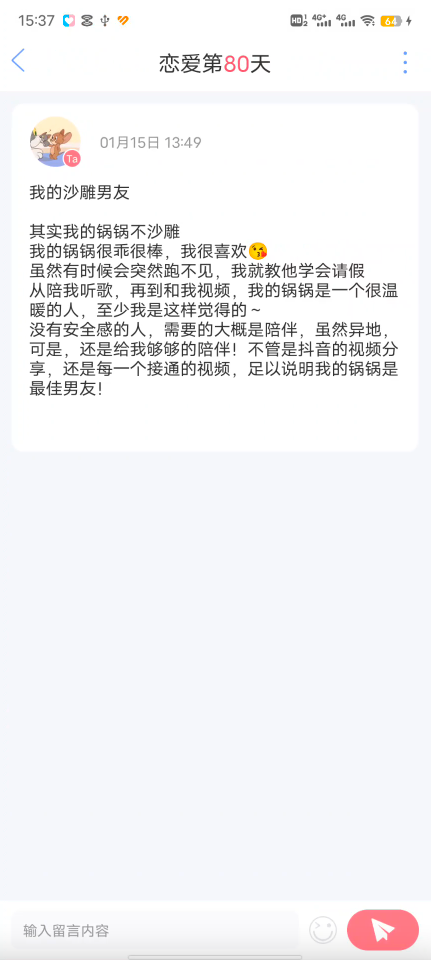 15:37
HD 1 2 4G+ 4G 64
恋爱第80天
Ta
01月15日 13:49
我的沙雕男友
其实我的锅锅不沙雕
我的锅锅很乖很棒，我很喜欢😘
虽然有时候会突然跑不见，我就教他学会请假
从陪我听歌，再到和我视频，我的锅锅是一个很温
暖的人，至少我是这样觉得的～
没有安全感的人，需要的大概是陪伴，虽然异地，
可是，还是给我够够的陪伴！不管是抖音的视频分
享，还是每一个接通的视频，足以说明我的锅锅是
最佳男友！
输入留言内容